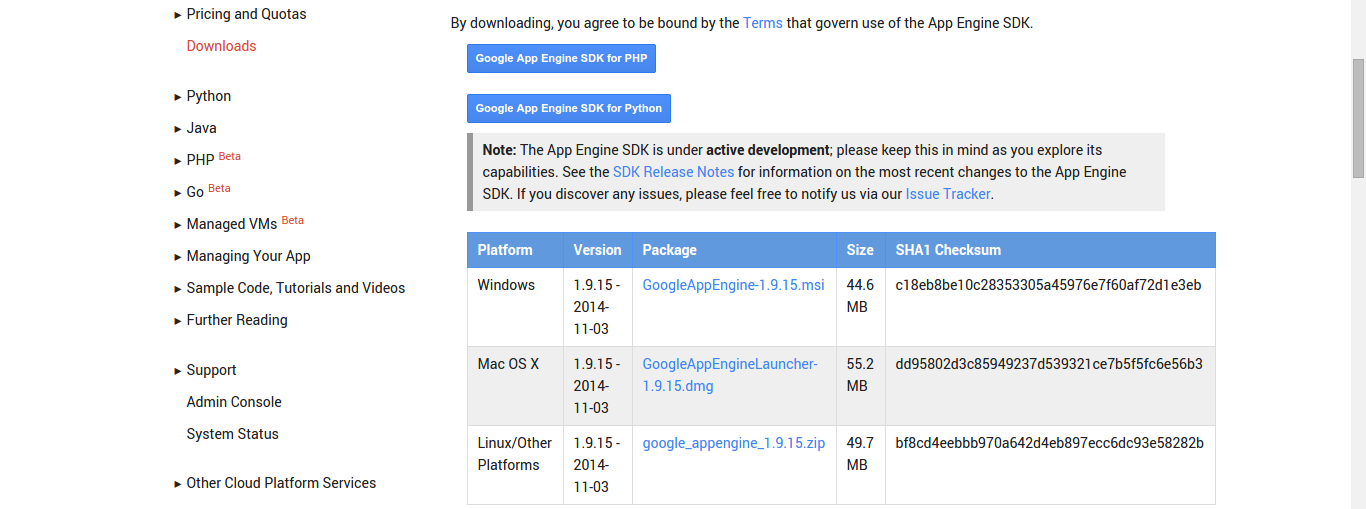 Pricing and Quotas
Downloads
Python
Java
PHP Beta
Go Beta
Managed VMs Beta
Managing Your App
Sample Code, Tutorials and Videos
Further Reading
Support
Admin Console
System Status
Other Cloud Platform Services
By downloading, you agree to be bound by the Terms that govern use of the App Engine SDK.
Google App Engine SDK for PHP
Google App Engine SDK for Python
Note: The App Engine SDK is under active development; please keep this in mind as you explore its
capabilities. See the SDK Release Notes for information on the most recent changes to the App Engine
SDK. If you discover any issues, please feel free to notify us via our Issue Tracker.
Platform Version Package Size SHA1 Checksum
Windows 1.9.15 - GoogleAppEngine-1.9.15.msi 44.6 c18eb8be10c28353305a45976e7f60af72d1e3eb
2014- MB
11-03
Mac OS X 1.9.15 - GoogleAppEngineLauncher- 55.2 dd95802d3c85949237d539321ce7b5f5fc6e56b3
2014- 1.9.15.dmg MB
11-03
Linux/Other 1.9.15 - google_appengine_1.9.15.zip 49.7 bf8cd4eebbb970a642d4eb897ecc6dc93e58282b
Platforms 2014- MB
11-03